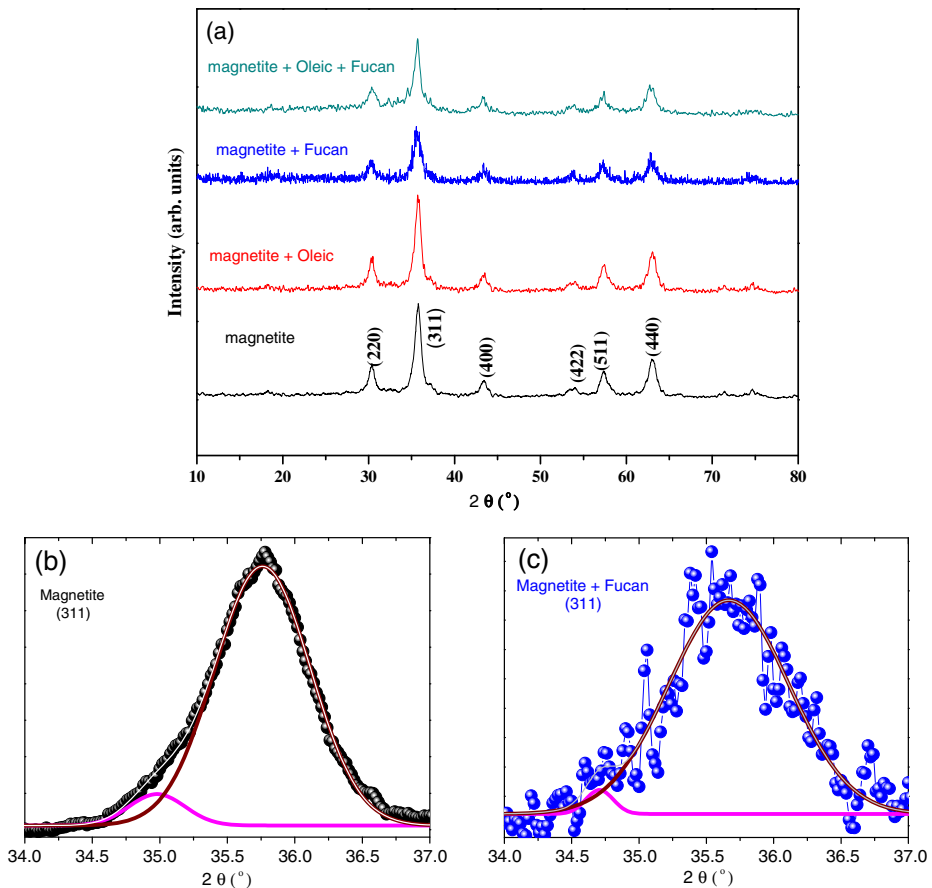 (a)
magnetite + Oleic + Fucan
magnetite + Fucan
magnetite + Oleic
magnetite
(220)
(311)
(400)
(422)
(511)
(440)
Intensity (arb. units)
10 20 30 40 50 60 70 80
2 θ (°)
(b)
Magnetite
(311)
34.0 34.5 35.0 35.5 36.0 36.5 37.0
2 θ (°)
(c)
Magnetite + Fucan
(311)
34.0 34.5 35.0 35.5 36.0 36.5 37.0
2 θ (°)